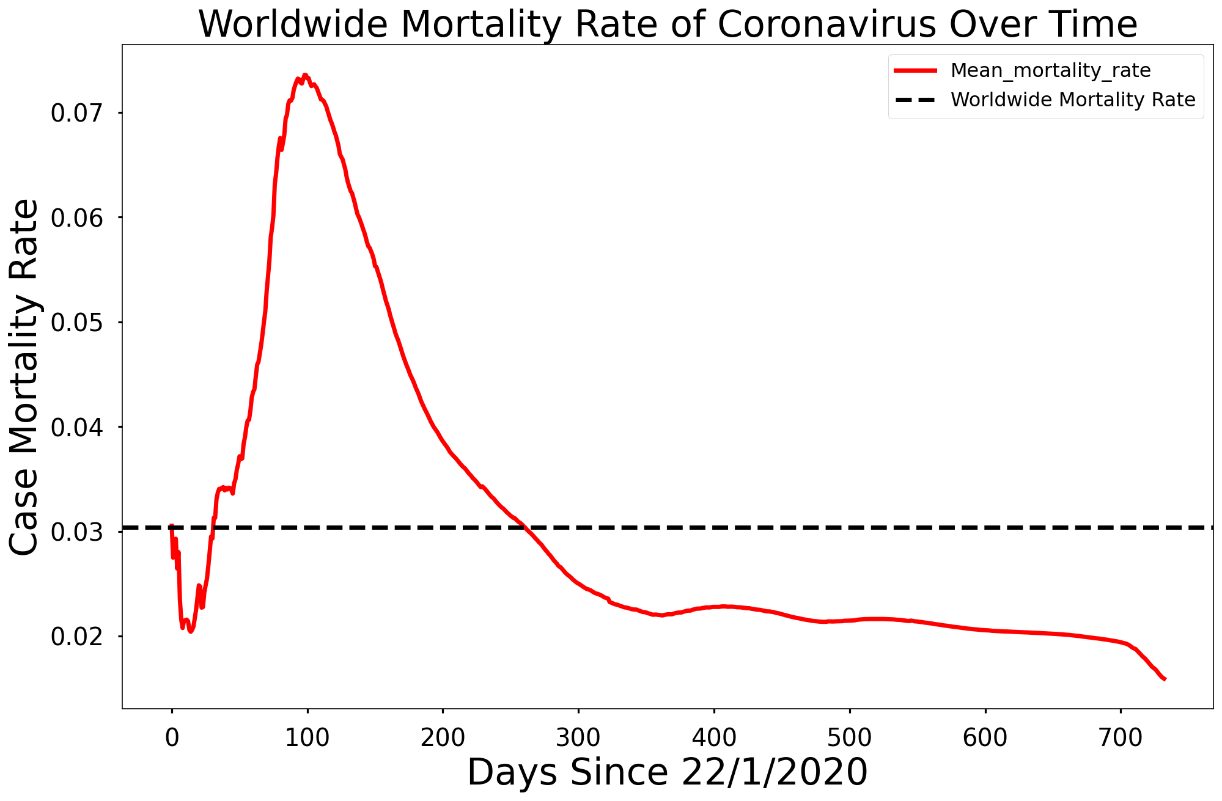 Worldwide Mortality Rate of Coronavirus Over Time
Mean_mortality_rate
Worldwide Mortality Rate
Case Mortality Rate
0.07
0.06
0.05
0.04
0.03
0.02
0 100 200 300 400 500 600 700
Days Since 22/1/2020